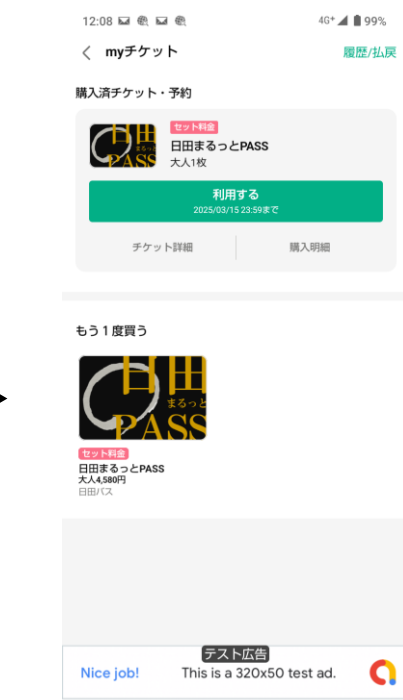 12:08 4G+ 99%
myチケット 履歴/払戻
購入済チケット・予約
日田
まるっと
PASS
セット料金
日田まるっとPASS
大人1枚
利用する
2025/03/15 23:59まで
チケット詳細 購入明細
もう1度買う
日田
まるっと
PASS
セット料金
日田まるっとPASS
大人4,580円
日田バス
テスト広告
Nice job! This is a 320x50 test ad.